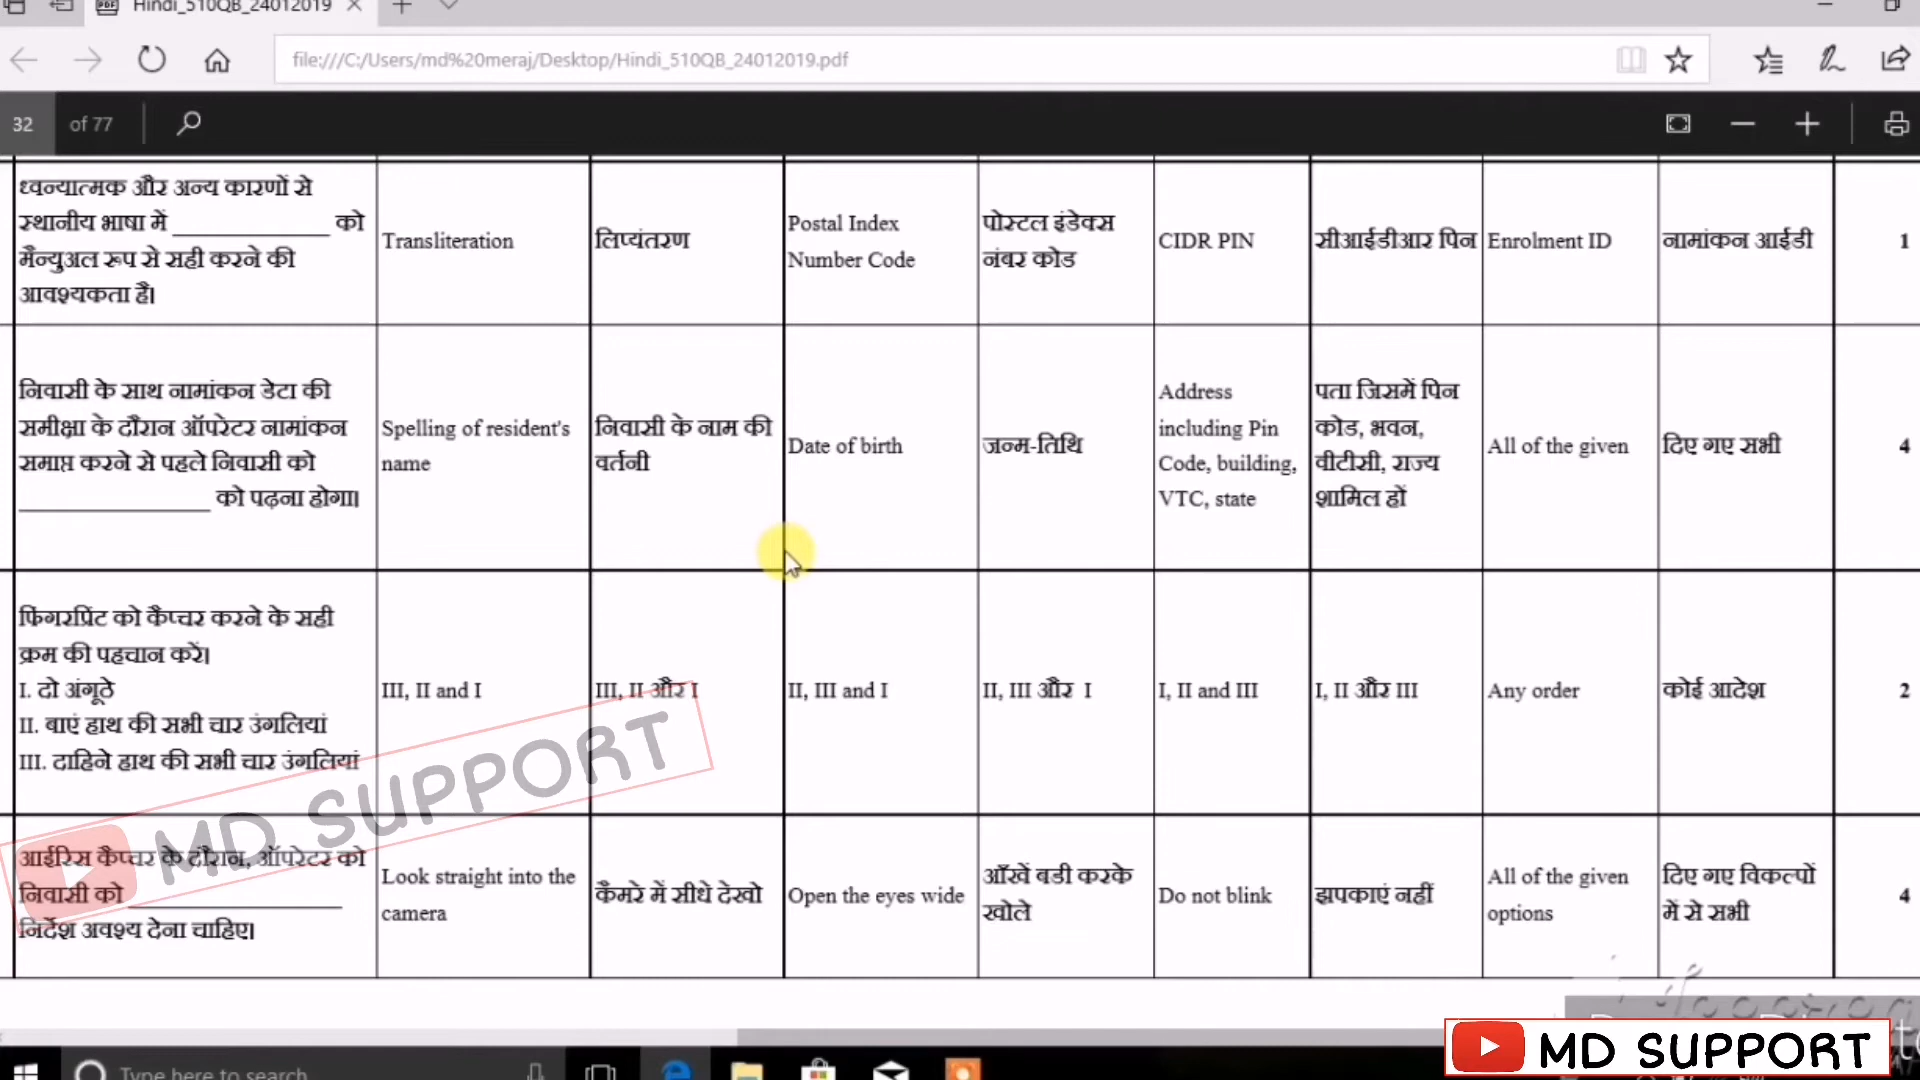 Hindi_510QB_24012019
file:///C:/Users/md%20meraj/Desktop/Hindi_510QB_24012019.pdf
32 of 77
ध्वन्यात्मक और अन्य कारणों से
स्थानीय भाषा में ____________ को
मैन्युअल रूप से सही करने की
आवश्यकता है।
Transliteration
लिप्यंतरण
Postal Index
Number Code
पोस्टल इंडेक्स
नंबर कोड
CIDR PIN
सीआईडीआर पिन
Enrolment ID
नामांकन आईडी
1
निवासी के साथ नामांकन डेटा की
समीक्षा के दौरान ऑपरेटर नामांकन
समाप्त करने से पहले निवासी को
_______________ को पढ़ना होगा।
Spelling of resident's
name
निवासी के नाम की
वर्तनी
Date of birth
जन्म-तिथि
Address
including Pin
Code, building,
VTC, state
पता जिसमें पिन
कोड, भवन,
वीटीसी, राज्य
शामिल हों
All of the given
दिए गए सभी
4
फिंगरप्रिंट को कैप्चर करने के सही
क्रम की पहचान करें।
I. दो अंगूठे
II. बाएं हाथ की सभी चार उंगलियां
III. दाहिने हाथ की सभी चार उंगलियां
III, II and I
III, II और I
II, III and I
II, III और I
I, II and III
I, II और III
Any order
कोई आदेश
2
आईरिस कैप्चर के दौरान, ऑपरेटर को
निवासी को _________________
निर्देश अवश्य देना चाहिए।
Look straight into the
camera
कैमरे में सीधे देखो
Open the eyes wide
आँखें बडी करके
खोले
Do not blink
झपकाएं नहीं
All of the given
options
दिए गए विकल्पों
में से सभी
4
MD SUPPORT
MD SUPPORT
Type here to search